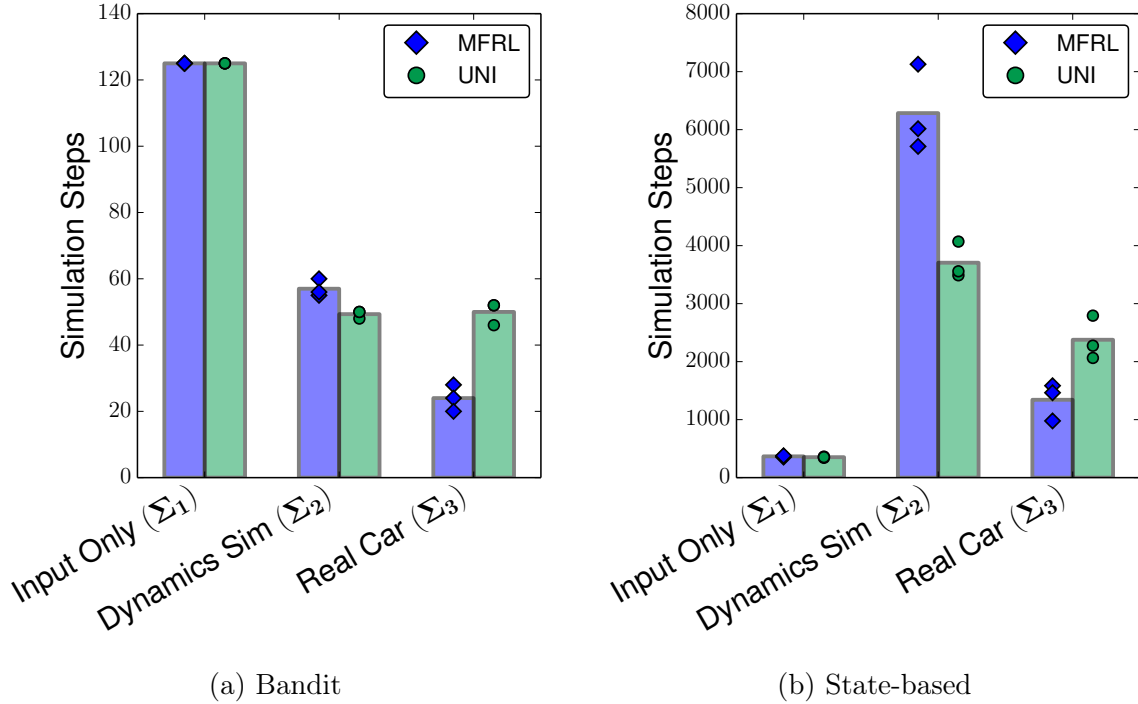 140
120
100
80
60
40
20
0
Simulation Steps
MFRL
UNI
Input Only (Σ₁)
Dynamics Sim (Σ₂)
Real Car (Σ₃)
(a) Bandit
8000
7000
6000
5000
4000
3000
2000
1000
0
Simulation Steps
MFRL
UNI
Input Only (Σ₁)
Dynamics Sim (Σ₂)
Real Car (Σ₃)
(b) State-based